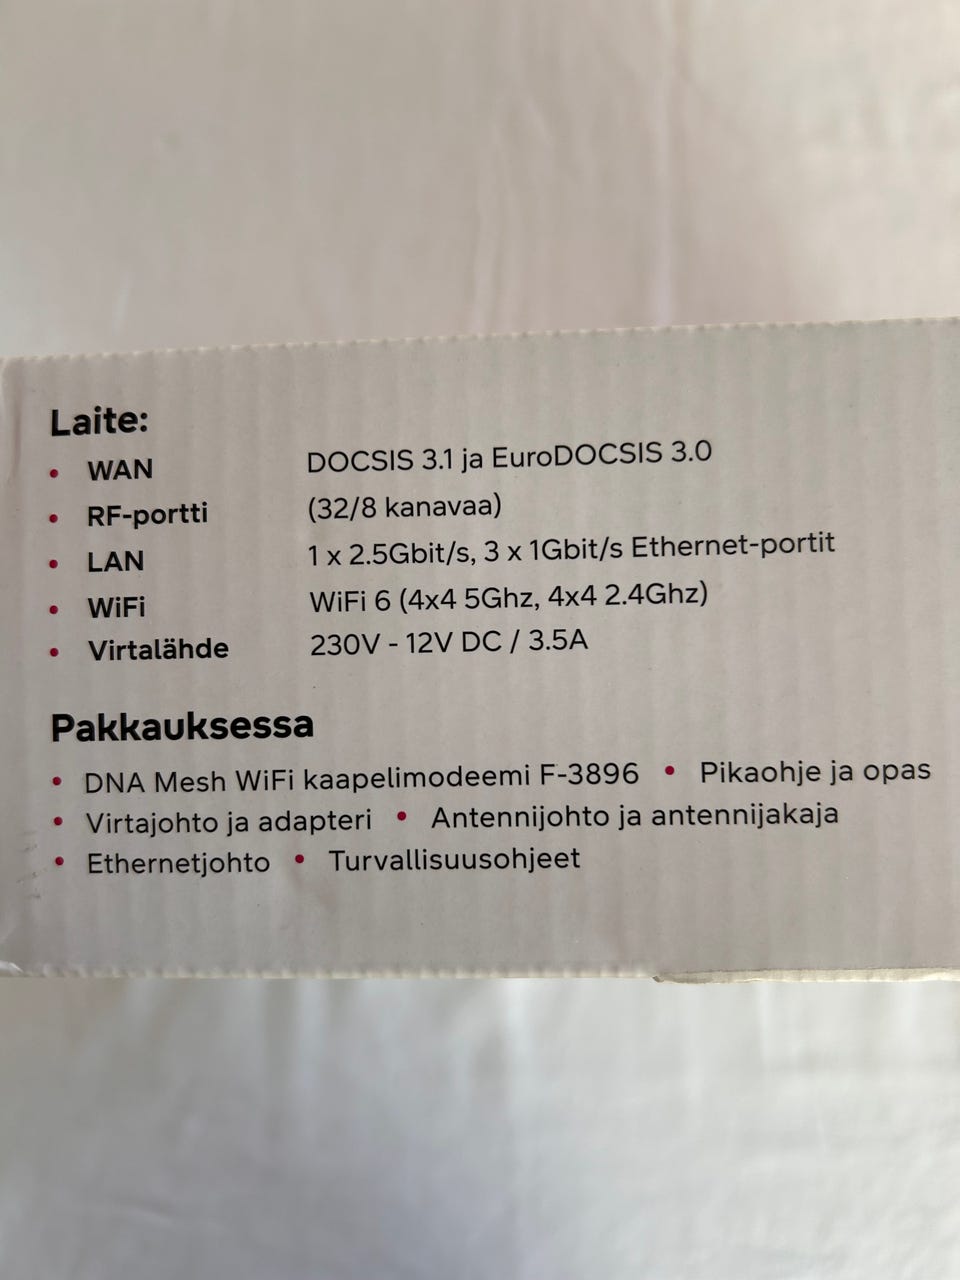 Laite:
• WAN DOCSIS 3.1 ja EuroDOCSIS 3.0
• RF-portti (32/8 kanavaa)
• LAN 1 x 2.5Gbit/s, 3 x 1Gbit/s Ethernet-portit
• WiFi WiFi 6 (4x4 5Ghz, 4x4 2.4Ghz)
• Virtalähde 230V - 12V DC / 3.5A
Pakkauksessa
• DNA Mesh WiFi kaapelimodeemi F-3896 • Pikaohje ja opas
• Virtajohto ja adapteri • Antennijohto ja antennijakaja
• Ethernetjohto • Turvallisuusohjeet